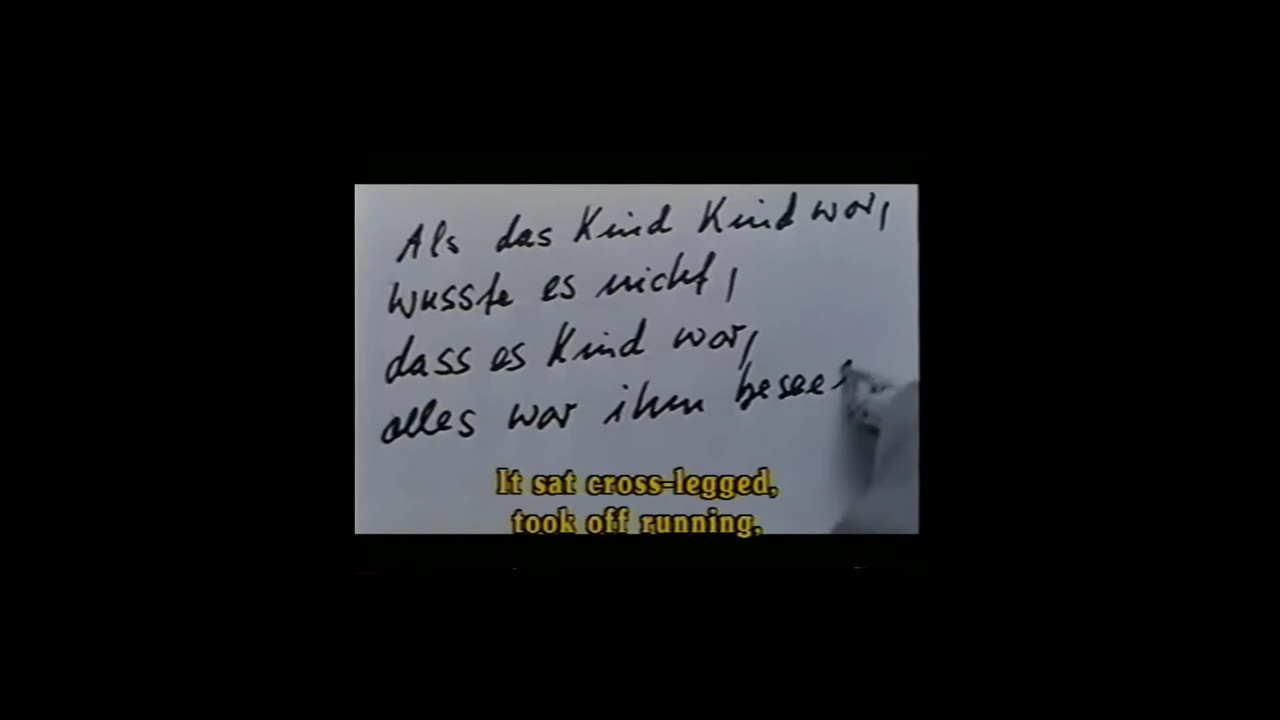 Als das Kind Kind war,
wusste es nicht,
dass es Kind war,
alles war ihm beseel
It sat cross-legged,
took off running,